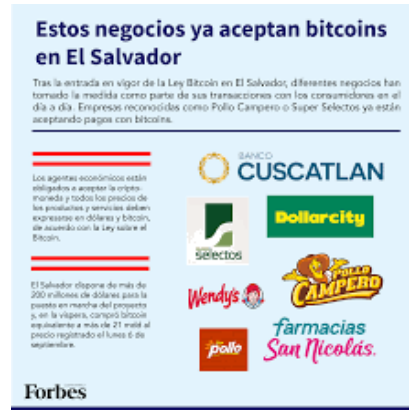 Estos negocios ya aceptan bitcoins
en El Salvador
Tras la entrada en vigor de la Ley Bitcoin en El Salvador, diferentes negocios han
tomado la medida como parte de sus transacciones con los consumidores en el
día a día. Empresas reconocidas como Pollo Campero o Super Selectos ya están
aceptando pagos con bitcoins.
Los agentes económicos están
obligados a aceptar la cripto-
moneda y todos los precios de
los productos y servicios deben
expresarse en dólares y bitcoin,
de acuerdo con la Ley sobre el
Bitcoin.
El Salvador dispone de más de
200 millones de dólares para la
puesta en marcha del proyecto
y, en la víspera, compró bitcoin
equivalente a más de 21 mdd al
precio registrado el lunes 6 de
septiembre.
BANCO
CUSCATLAN
selectos
Dollarcity
Wendy's
POLLO
CAMPERO
pollo
farmacias
San Nicolás.
Forbes